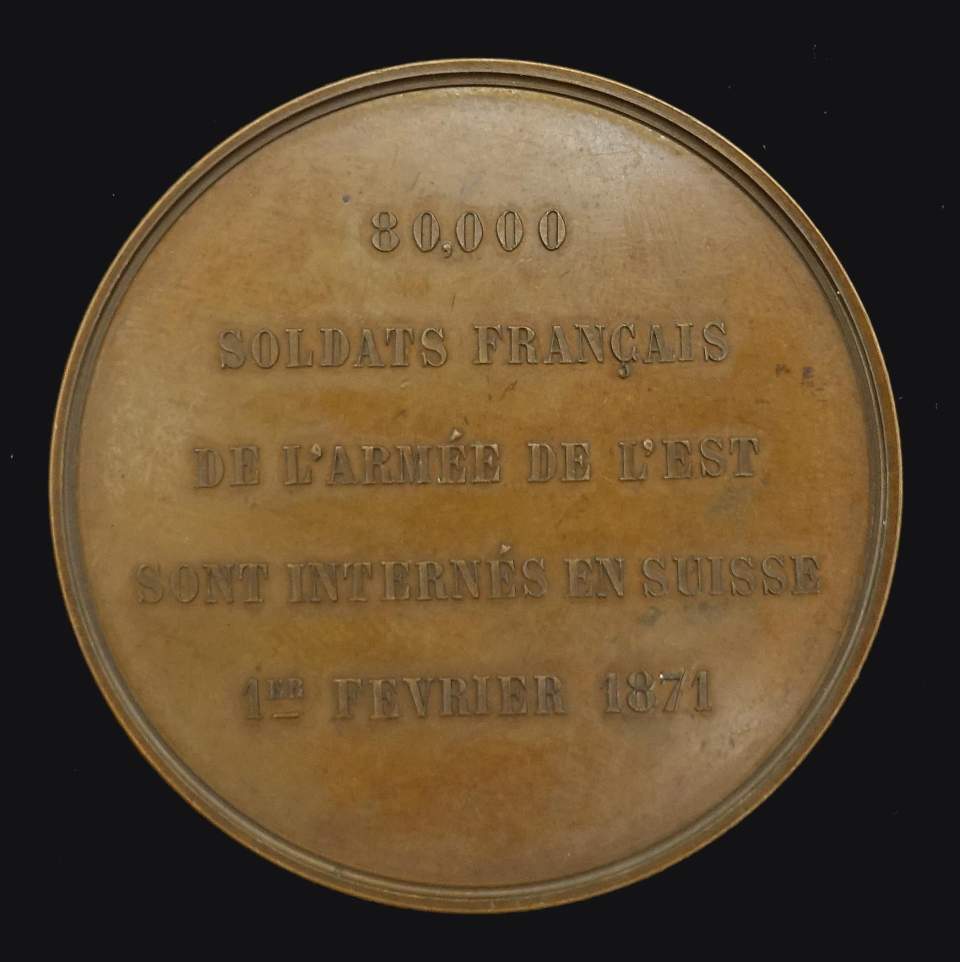 80,000
SOLDATS FRANÇAIS
DE L'ARMÉE DE L'EST
SONT INTERNÉS EN SUISSE
1ER FEVRIER 1871